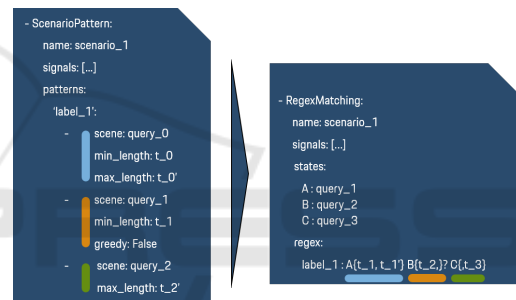 - ScenarioPattern:
name: scenario_1
signals: [...]
patterns:
'label_1':
- scene: query_0
min_length: t_0
max_length: t_0'
- scene: query_1
min_length: t_1
greedy: False
- scene: query_2
max_length: t_2'
- RegexMatching:
name: scenario_1
signals: [...]
states:
A : query_1
B : query_2
C : query_3
regex:
label_1 : A{t_1, t_1'} B{t_2,}? C{,t_3}